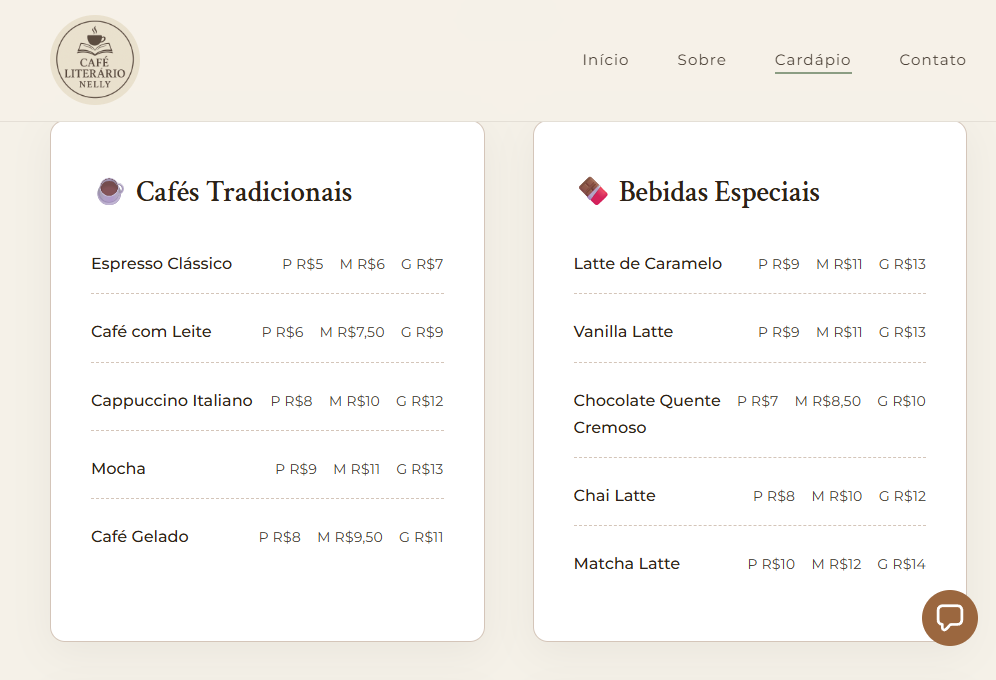 CAFÉ
LITERÁRIO
NELLY
Início Sobre Cardápio Contato
Cafés Tradicionais
Espresso Clássico P R$5 M R$6 G R$7
Café com Leite P R$6 M R$7,50 G R$9
Cappuccino Italiano P R$8 M R$10 G R$12
Mocha P R$9 M R$11 G R$13
Café Gelado P R$8 M R$9,50 G R$11
Bebidas Especiais
Latte de Caramelo P R$9 M R$11 G R$13
Vanilla Latte P R$9 M R$11 G R$13
Chocolate Quente P R$7 M R$8,50 G R$10
Cremoso
Chai Latte P R$8 M R$10 G R$12
Matcha Latte P R$10 M R$12 G R$14